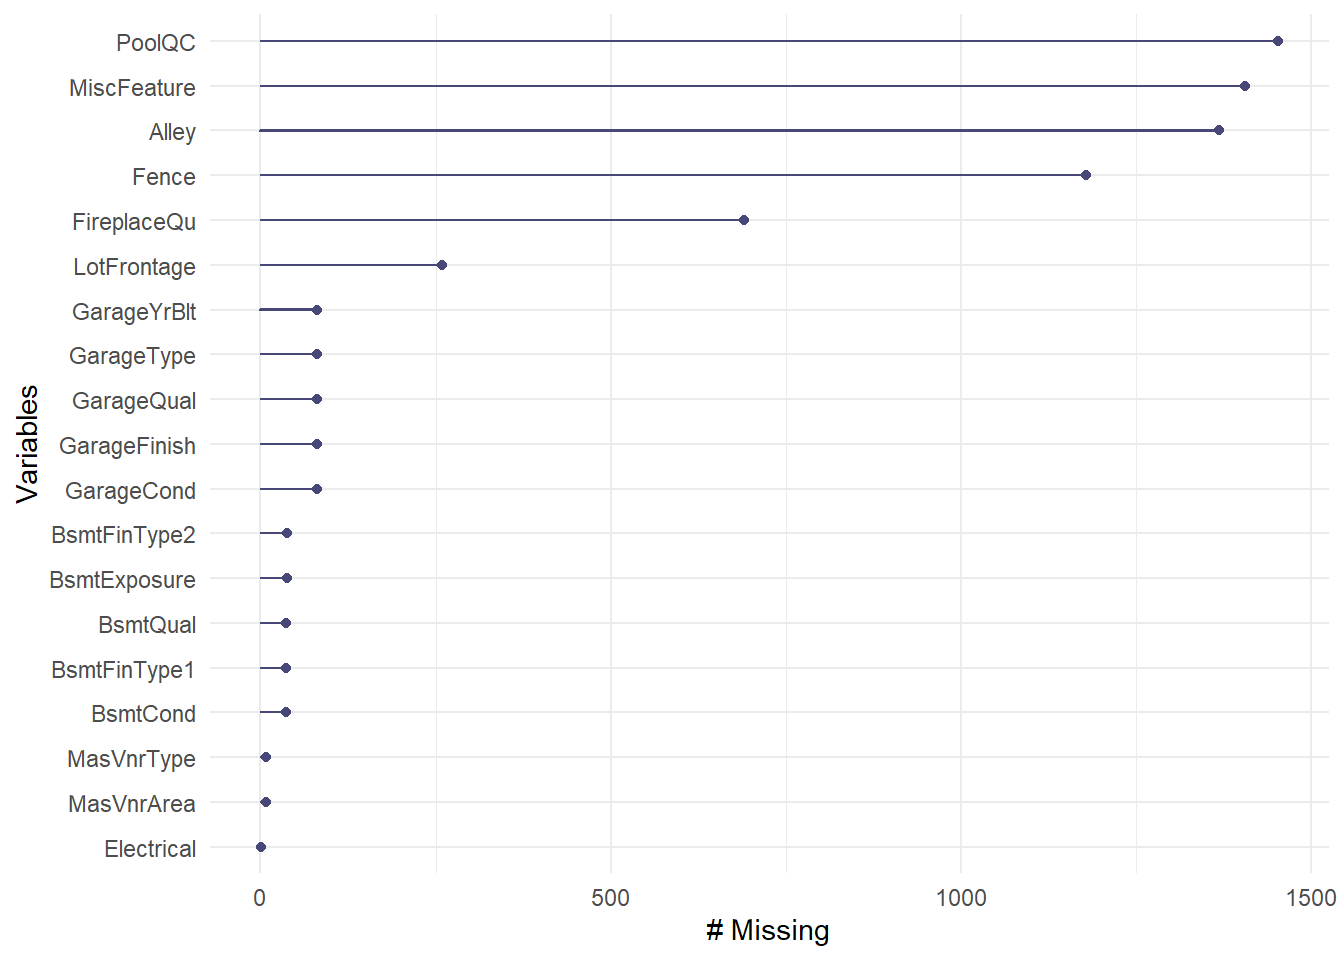 PoolQC
MiscFeature
Alley
Fence
FireplaceQu
LotFrontage
GarageYrBlt
GarageType
GarageQual
GarageFinish
GarageCond
BsmtFinType2
BsmtExposure
BsmtQual
BsmtFinType1
BsmtCond
MasVnrType
MasVnrArea
Electrical
Variables
0 500 1000 1500
# Missing